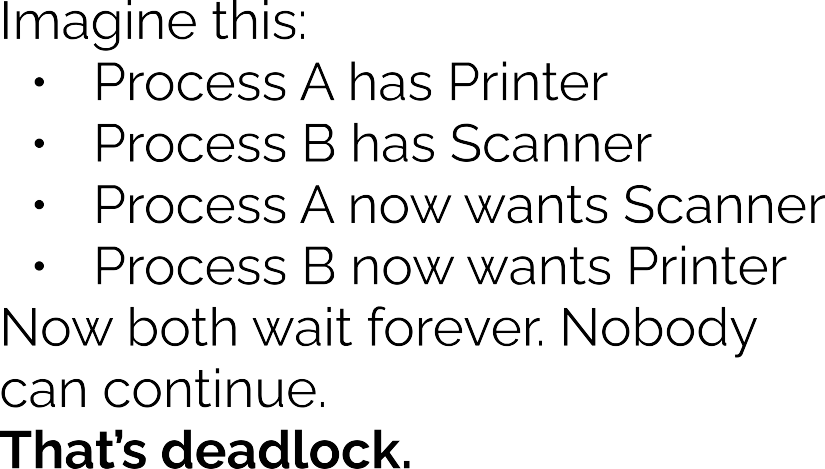 Imagine this:
• Process A has Printer
• Process B has Scanner
• Process A now wants Scanner
• Process B now wants Printer
Now both wait forever. Nobody
can continue.
That’s deadlock.